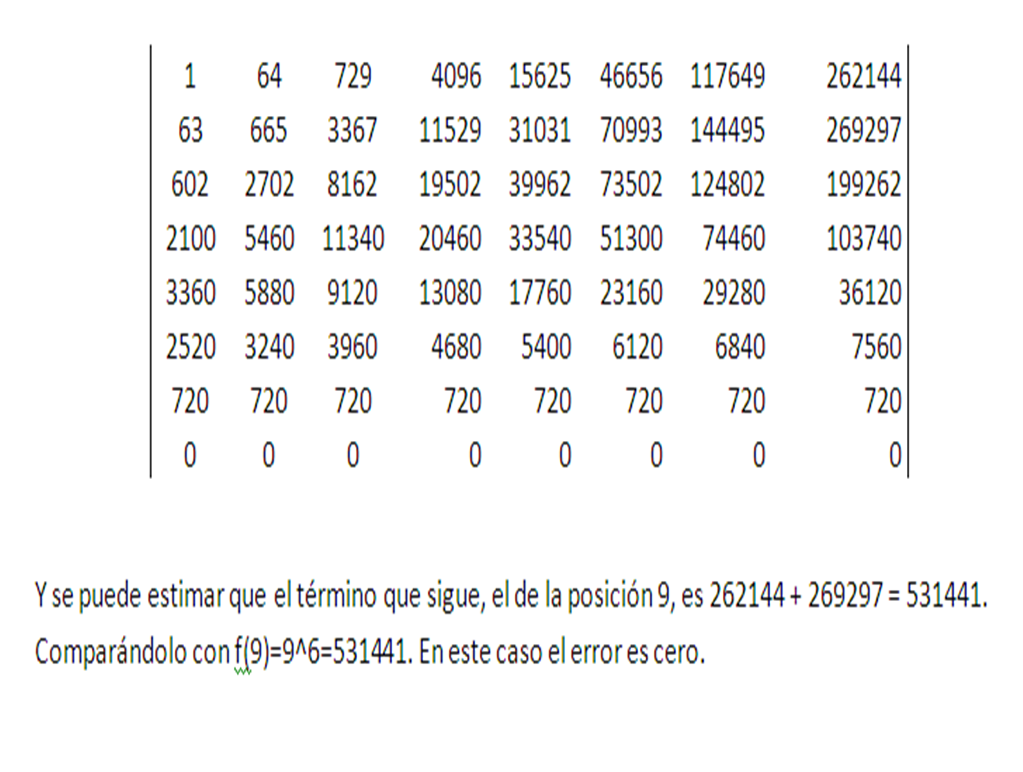 1 64 729 4096 15625 46656 117649 262144
63 665 3367 11529 31031 70993 144495 269297
602 2702 8162 19502 39962 73502 124802 199262
2100 5460 11340 20460 33540 51300 74460 103740
3360 5880 9120 13080 17760 23160 29280 36120
2520 3240 3960 4680 5400 6120 6840 7560
720 720 720 720 720 720 720 720
0 0 0 0 0 0 0 0
Y se puede estimar que el término que sigue, el de la posición 9, es 262144 + 269297 = 531441.
Comparándolo con f(9)=9^6=531441. En este caso el error es cero.